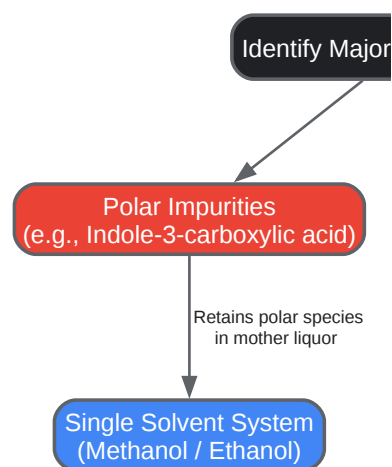 Identify Major
Polar Impurities
(e.g., Indole-3-carboxylic acid)
Retains polar species
in mother liquor
Single Solvent System
(Methanol / Ethanol)